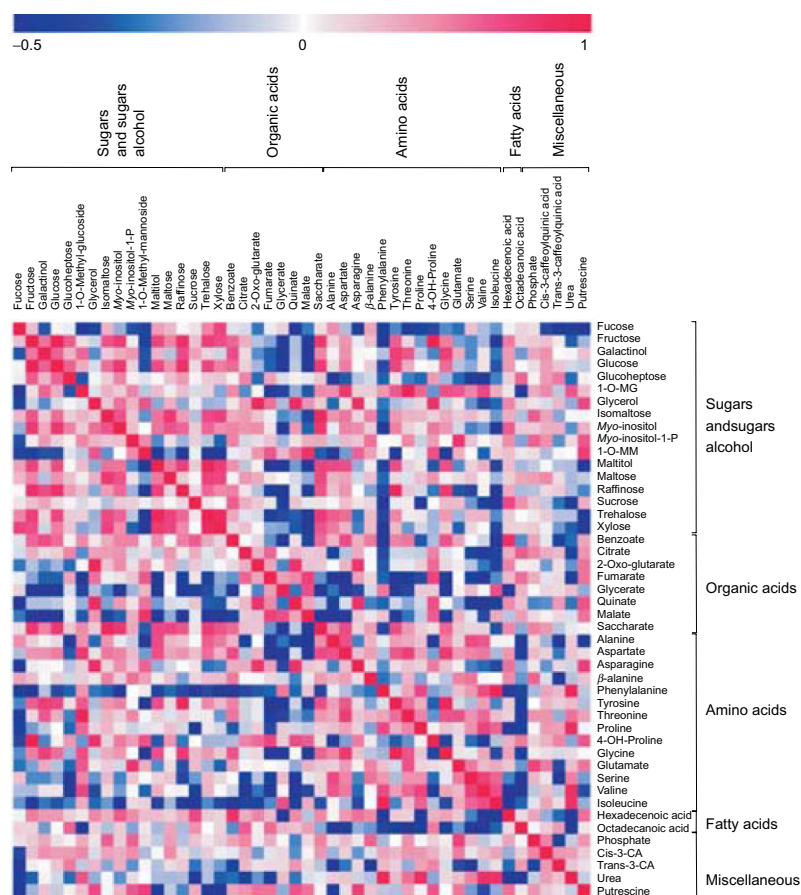 –0.5 0 1
Sugars
and sugars
alcohol
Organic acids
Amino acids
Fatty acids
Miscellaneous
Fucose
Fructose
Galactinol
Glucose
Glucoheptose
1-O-Methyl-glucoside
Glycerol
Isomaltose
Myo-inositol
Myo-inositol-1-P
1-O-Methyl-mannoside
Maltitol
Maltose
Raffinose
Sucrose
Trehalose
Xylose
Benzoate
Citrate
2-Oxo-glutarate
Fumarate
Glycerate
Quinate
Malate
Saccharate
Alanine
Aspartate
Asparagine
β-alanine
Phenylalanine
Tyrosine
Threonine
Proline
4-OH-Proline
Glycine
Glutamate
Serine
Valine
Isoleucine
Hexadecenoic acid
Octadecanoic acid
Phosphate
Cis-3-caffeoylquinic acid
Trans-3-caffeoylquinic acid
Urea
Putrescine
Fucose
Fructose
Galactinol
Glucose
Glucoheptose
1-O-MG
Glycerol
Isomaltose
Myo-inositol
Myo-inositol-1-P
1-O-MM
Maltitol
Maltose
Raffinose
Sucrose
Trehalose
Xylose
Benzoate
Citrate
2-Oxo-glutarate
Fumarate
Glycerate
Quinate
Malate
Saccharate
Alanine
Aspartate
Asparagine
β-alanine
Phenylalanine
Tyrosine
Threonine
Proline
4-OH-Proline
Glycine
Glutamate
Serine
Valine
Isoleucine
Hexadecenoic acid
Octadecanoic acid
Phosphate
Cis-3-CA
Trans-3-CA
Urea
Putrescine
Sugars
andsugars
alcohol
Organic acids
Amino acids
Fatty acids
Miscellaneous